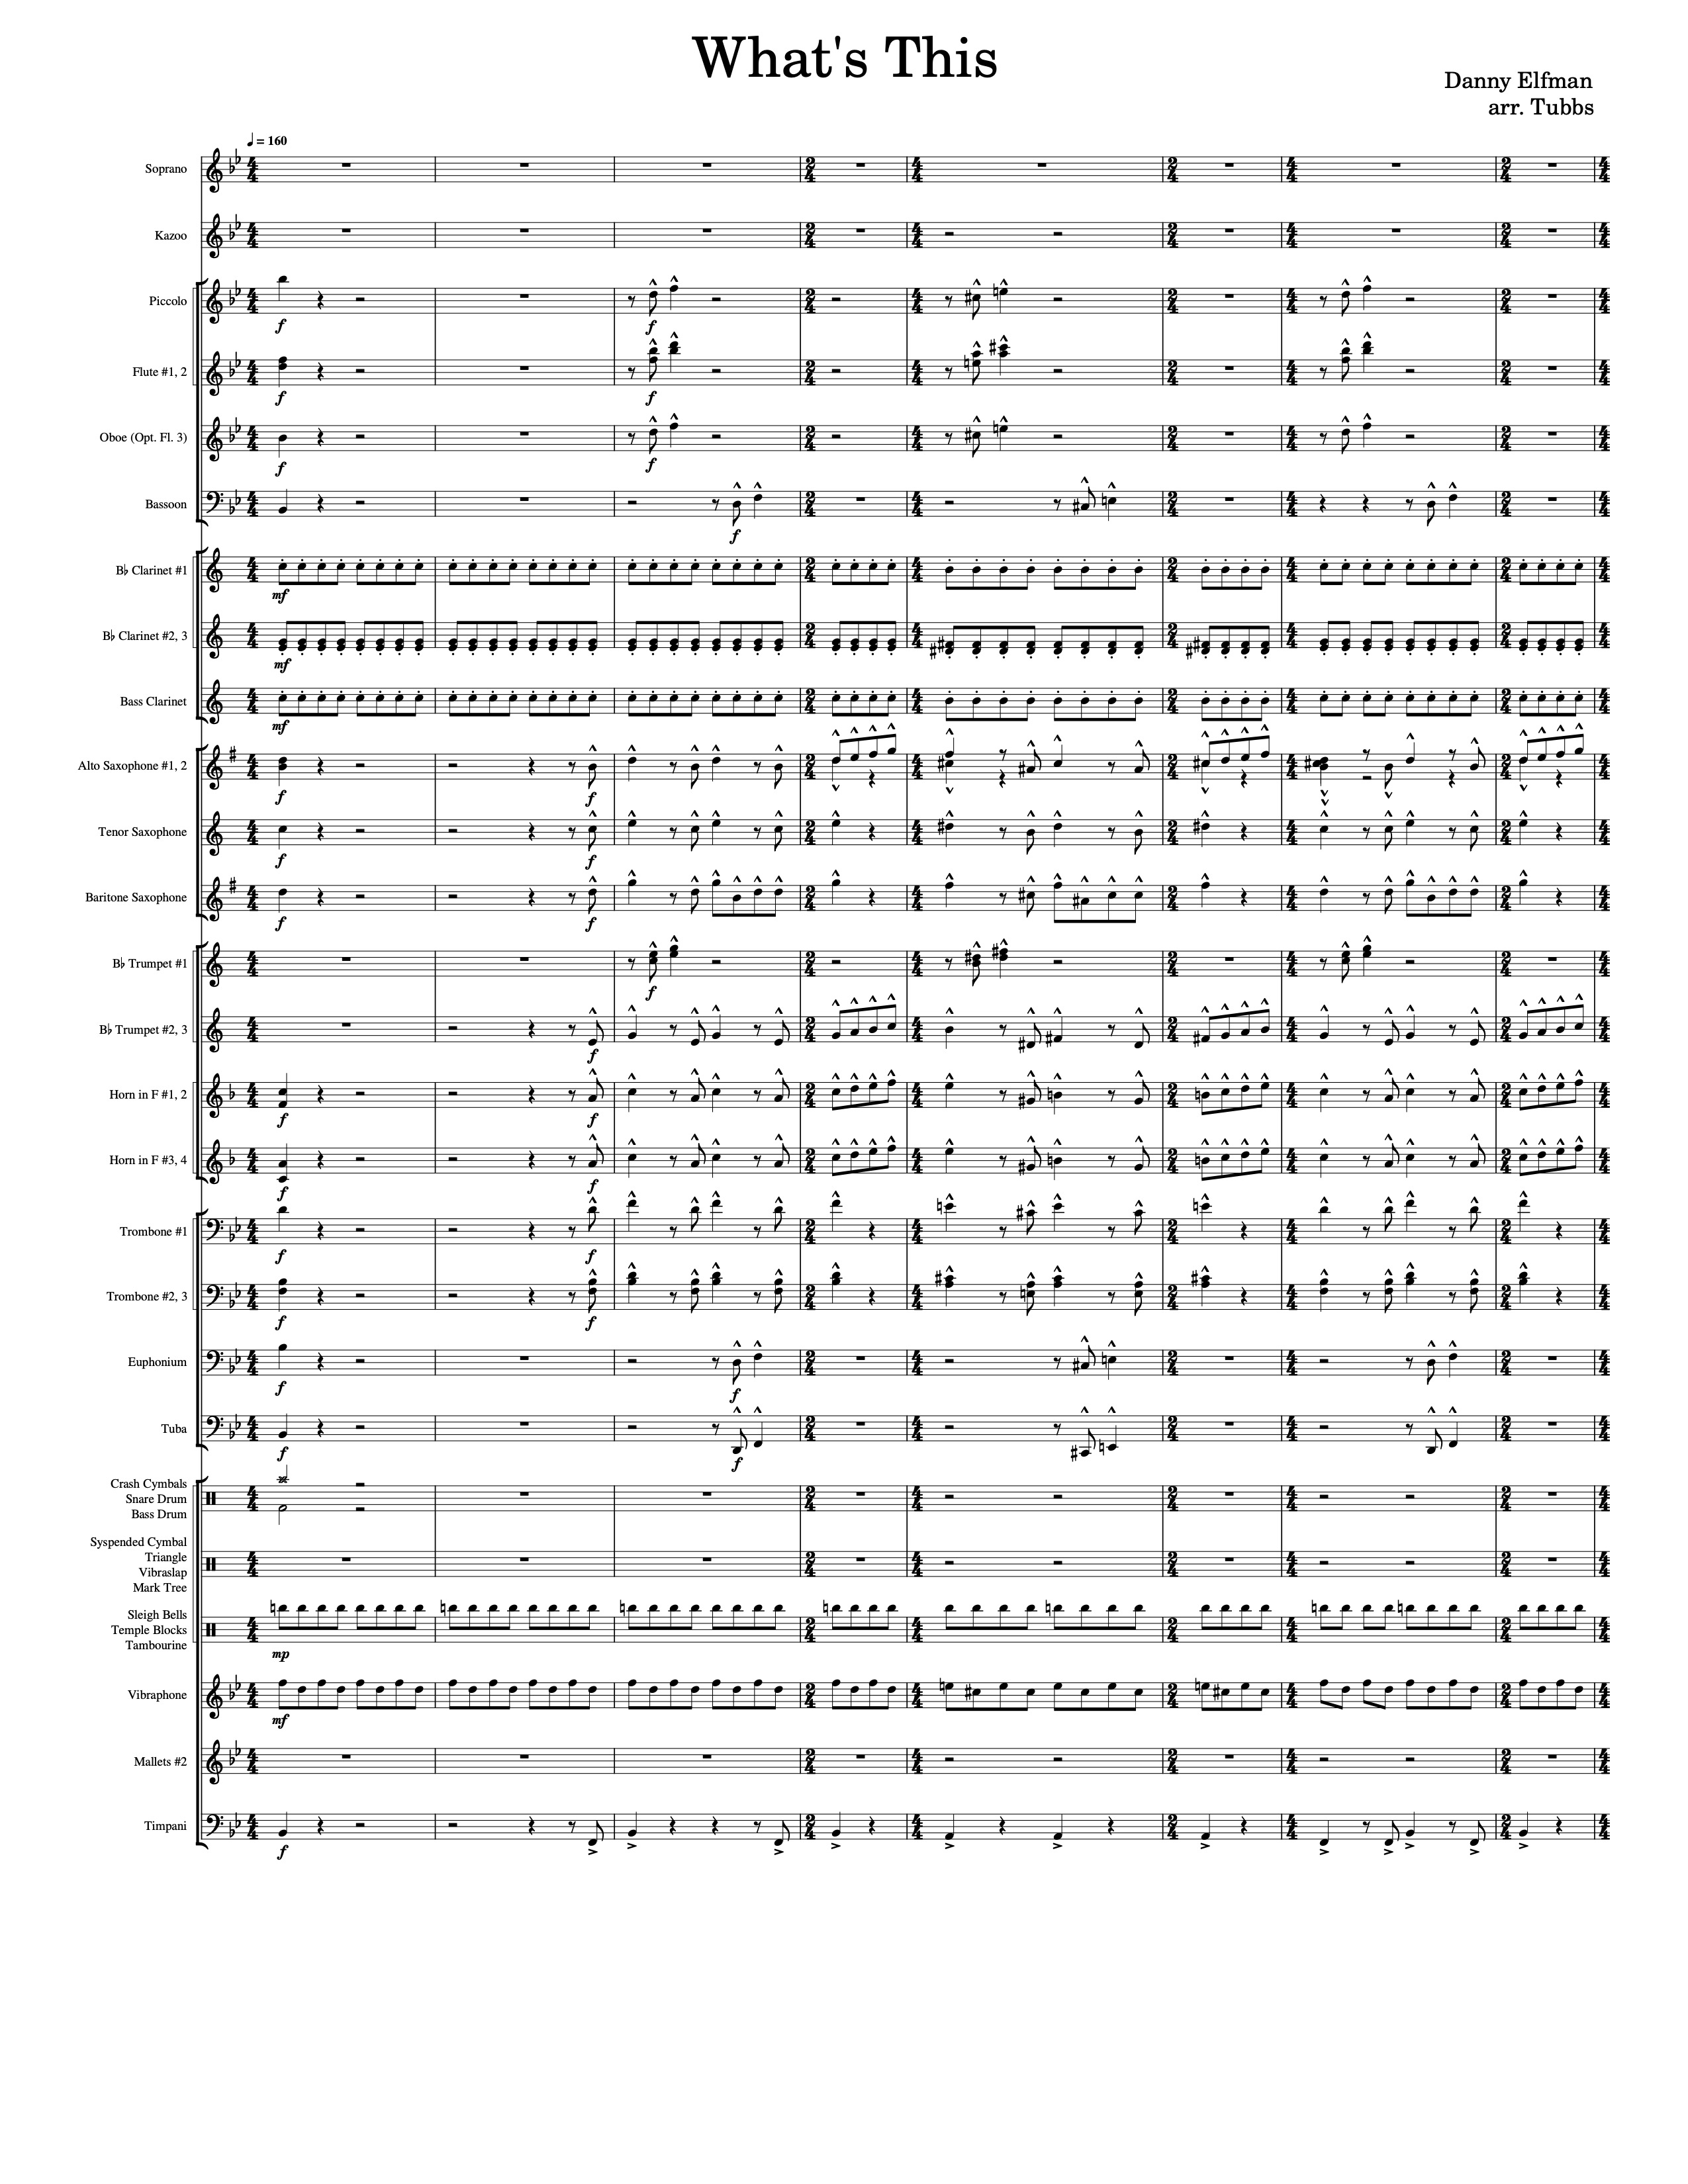 What's This
Danny Elfman
arr. Tubbs
♩ = 160
Soprano
Kazoo
Piccolo
f f
Flute #1, 2
f f
Oboe (Opt. Fl. 3)
f f
Bassoon
f
B♭ Clarinet #1
mf
B♭ Clarinet #2, 3
mf
Bass Clarinet
mf
Alto Saxophone #1, 2
f f
Tenor Saxophone
f f
Baritone Saxophone
f f
B♭ Trumpet #1
f
B♭ Trumpet #2, 3
f
Horn in F #1, 2
f f
Horn in F #3, 4
f f
Trombone #1
f f
Trombone #2, 3
f f
Euphonium
f f
Tuba
f f
Crash Cymbals
Snare Drum
Bass Drum
Syspended Cymbal
Triangle
Vibraslap
Mark Tree
Sleigh Bells
Temple Blocks
Tambourine
mp
Vibraphone
mf
Mallets #2
Timpani
f